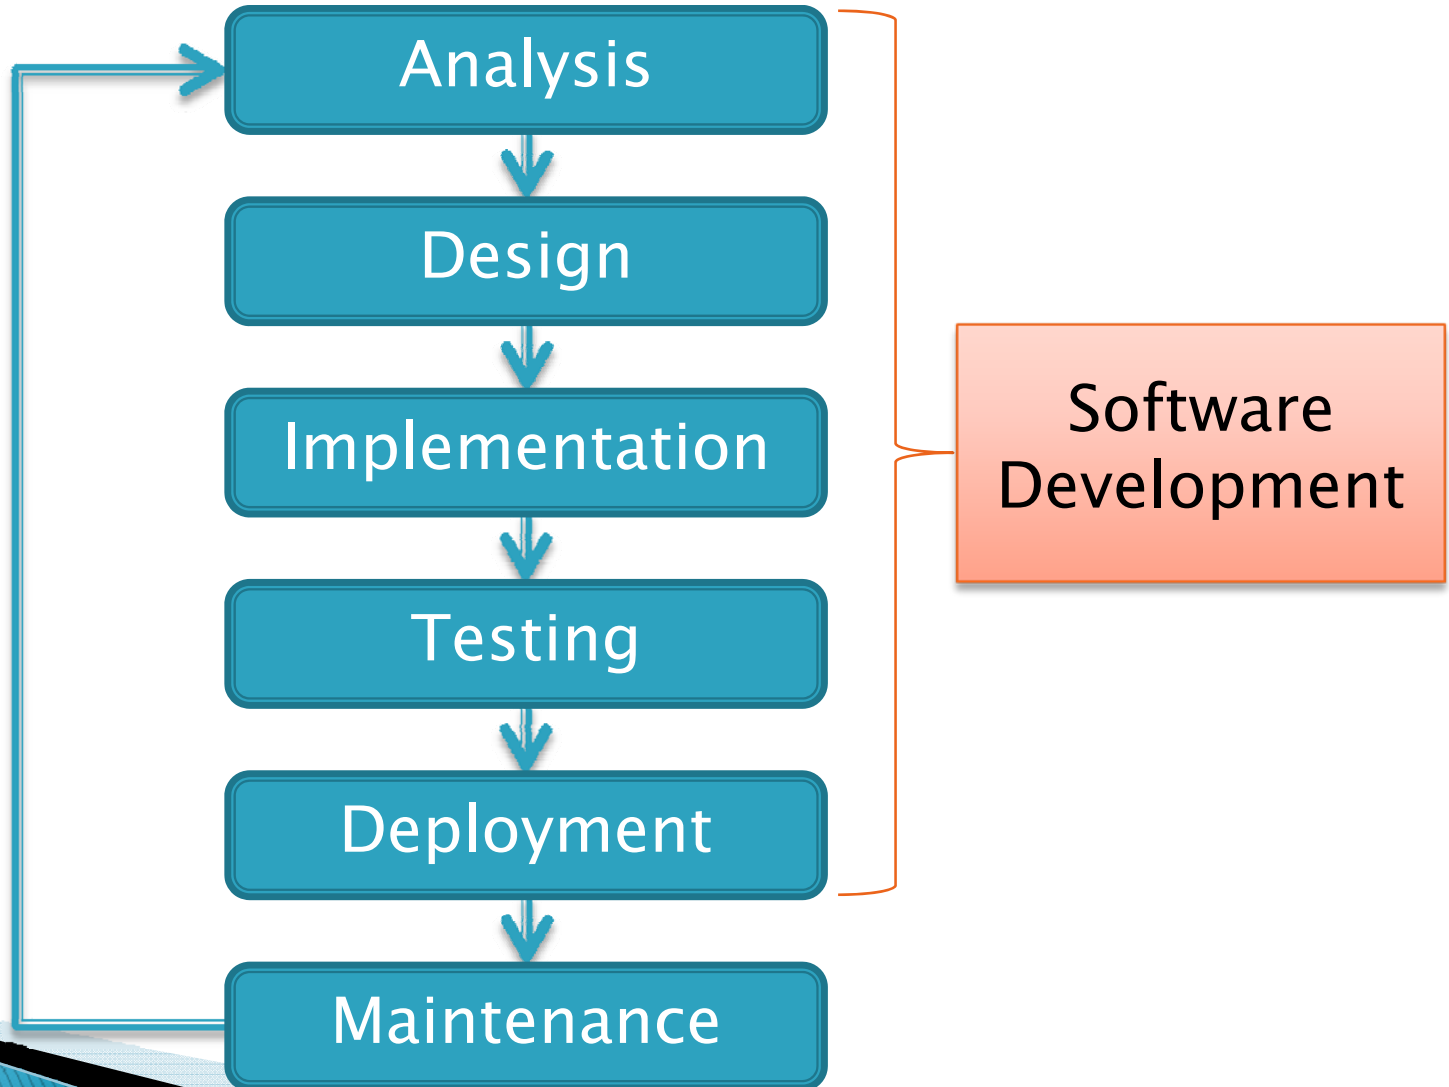 Analysis
Design
Implementation
Testing
Deployment
Maintenance
Software
Development